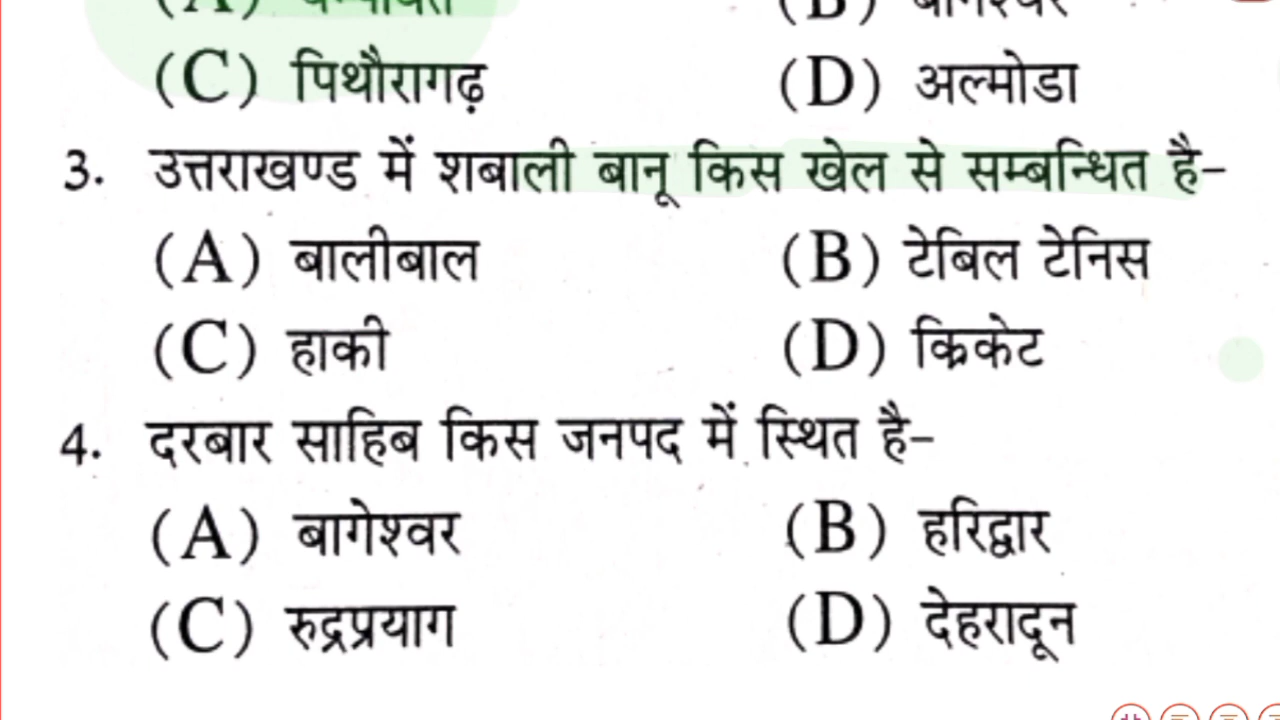 (C) पिथौरागढ़ (D) अल्मोडा
3. उत्तराखण्ड में शबाली बानू किस खेल से सम्बन्धित है-
(A) बालीबाल (B) टेबिल टेनिस
(C) हाकी (D) क्रिकेट
4. दरबार साहिब किस जनपद में स्थित है-
(A) बागेश्वर (B) हरिद्वार
(C) रुद्रप्रयाग (D) देहरादून